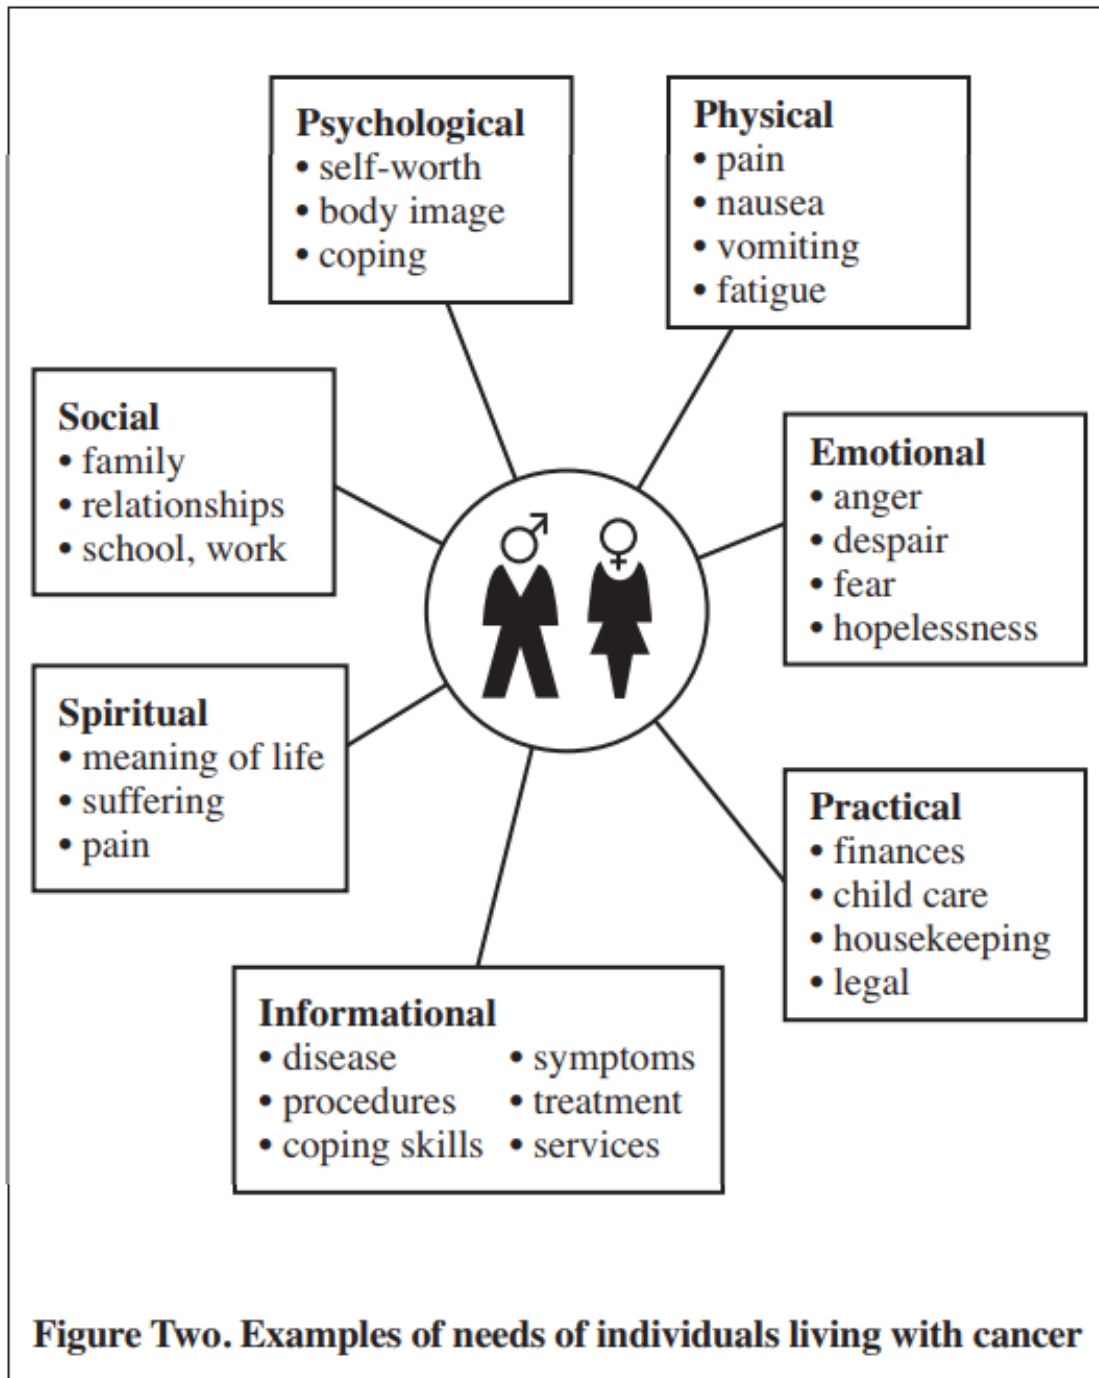 Psychological
• self-worth
• body image
• coping
Physical
• pain
• nausea
• vomiting
• fatigue
Social
• family
• relationships
• school, work
Emotional
• anger
• despair
• fear
• hopelessness
Spiritual
• meaning of life
• suffering
• pain
Practical
• finances
• child care
• housekeeping
• legal
Informational
• disease
• procedures
• coping skills
• symptoms
• treatment
• services
Figure Two. Examples of needs of individuals living with cancer